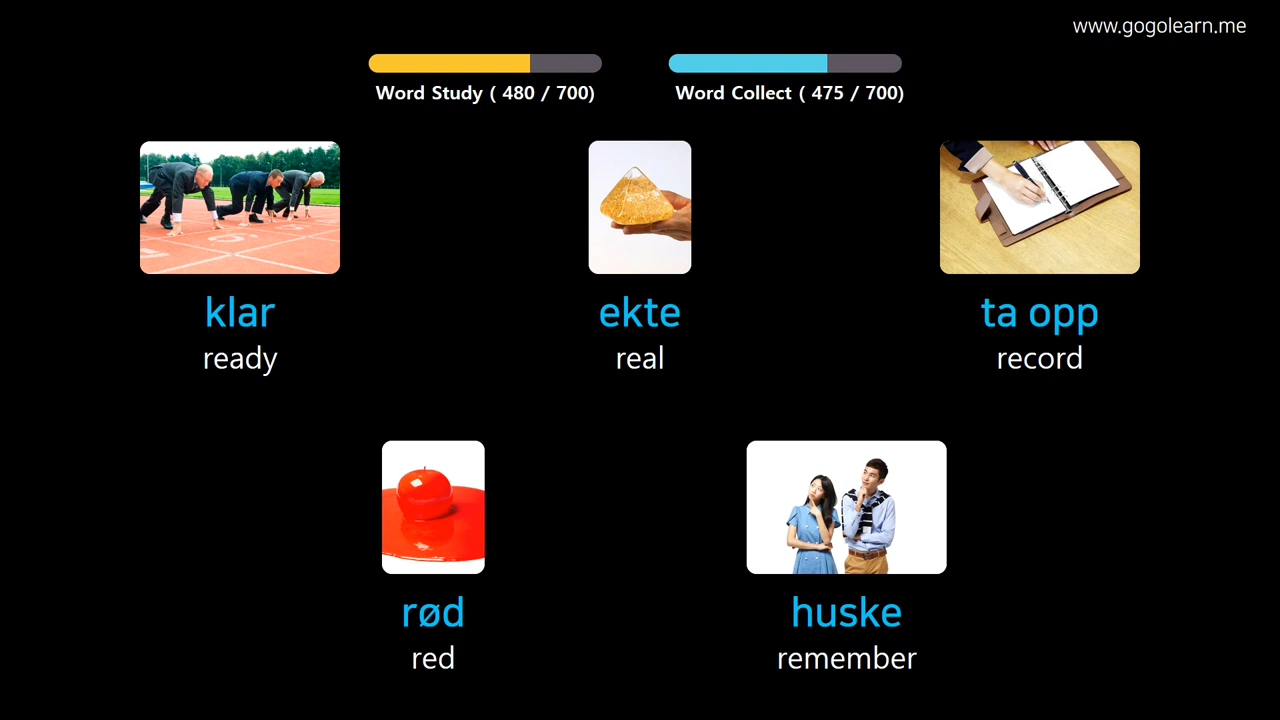 www.gogolearn.me
Word Study ( 480 / 700)
Word Collect ( 475 / 700)
klar
ready
ekte
real
ta opp
record
rød
red
huske
remember